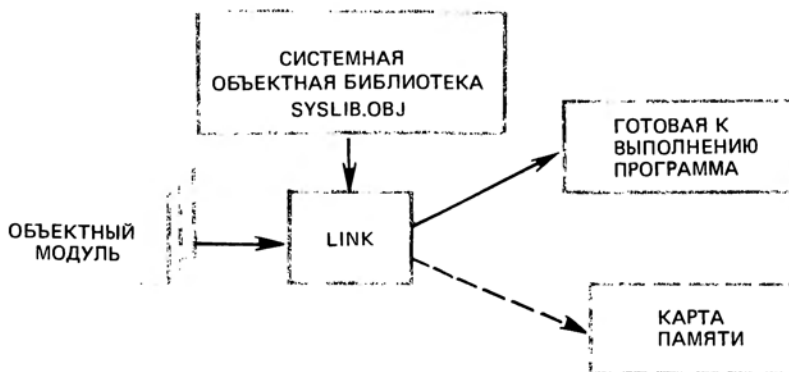 СИСТЕМНАЯ
ОБЪЕКТНАЯ БИБЛИОТЕКА
SYSLIB.OBJ
ГОТОВАЯ К
ВЫПОЛНЕНИЮ
ПРОГРАММА
ОБЪЕКТНЫЙ
МОДУЛЬ
LINK
КАРТА
ПАМЯТИ